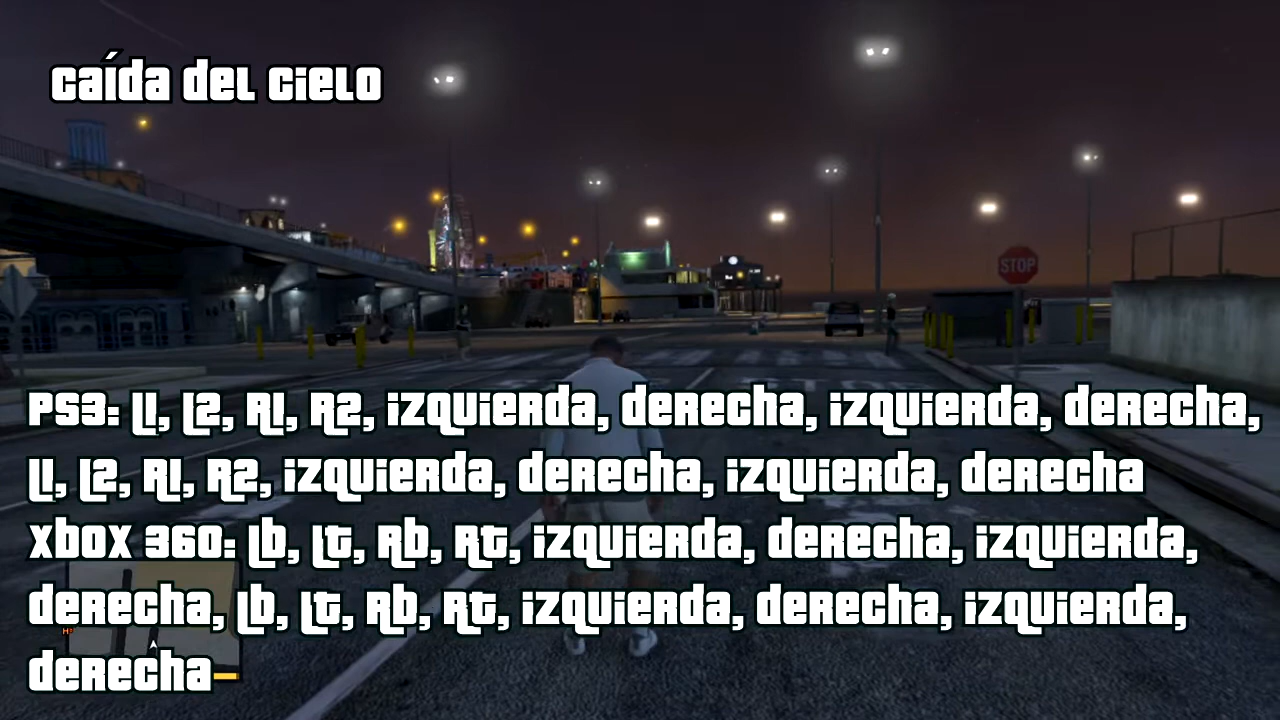 Caída del cielo
STOP
PS3: L1, L2, R1, R2, izquierda, derecha, izquierda, derecha,
L1, L2, R1, R2, izquierda, derecha, izquierda, derecha
Xbox 360: Lb, Lt, Rb, Rt, izquierda, derecha, izquierda,
derecha, Lb, Lt, Rb, Rt, izquierda, derecha, izquierda,
derecha